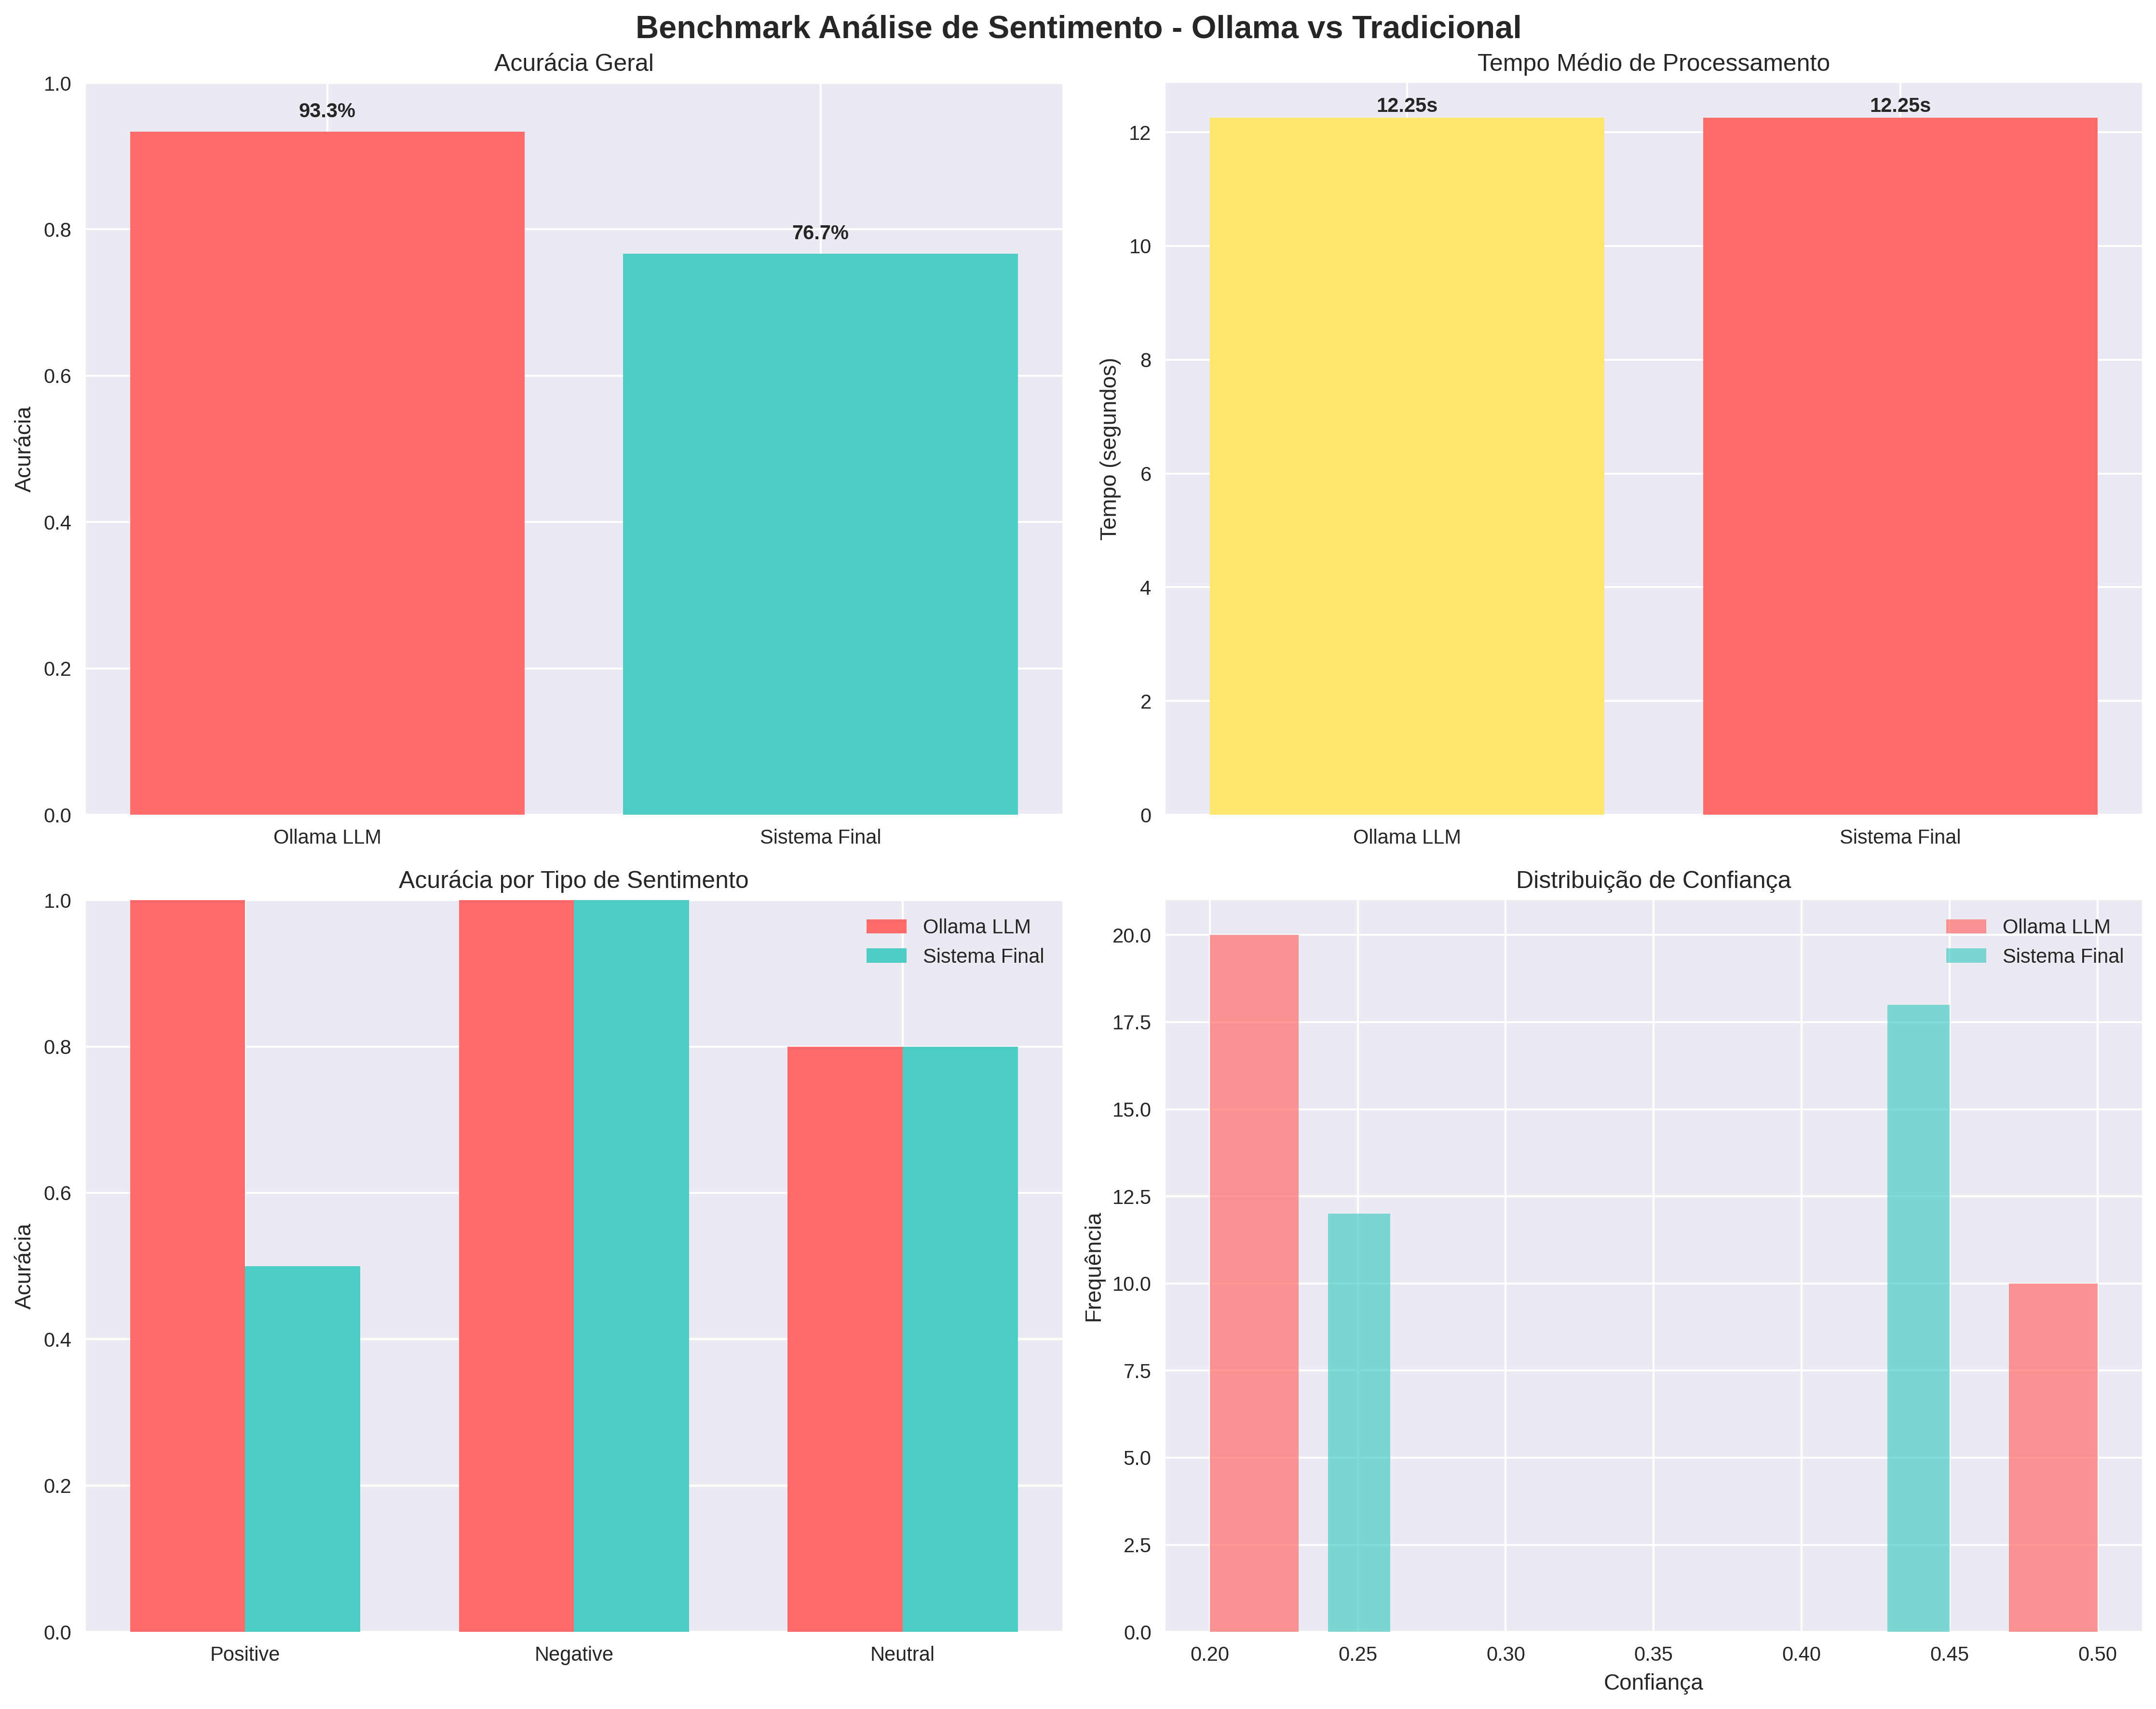 Benchmark Análise de Sentimento - Ollama vs Tradicional
Acurácia Geral
1.0
0.8
0.6
0.4
0.2
0.0
Acurácia
93.3%
76.7%
Ollama LLM
Sistema Final
Tempo Médio de Processamento
12
10
8
6
4
2
0
Tempo (segundos)
12.25s
12.25s
Ollama LLM
Sistema Final
Acurácia por Tipo de Sentimento
1.0
0.8
0.6
0.4
0.2
0.0
Acurácia
Ollama LLM
Sistema Final
Positive
Negative
Neutral
Distribuição de Confiança
20.0
17.5
15.0
12.5
10.0
7.5
5.0
2.5
0.0
Frequência
Ollama LLM
Sistema Final
0.20
0.25
0.30
0.35
0.40
0.45
0.50
Confiança